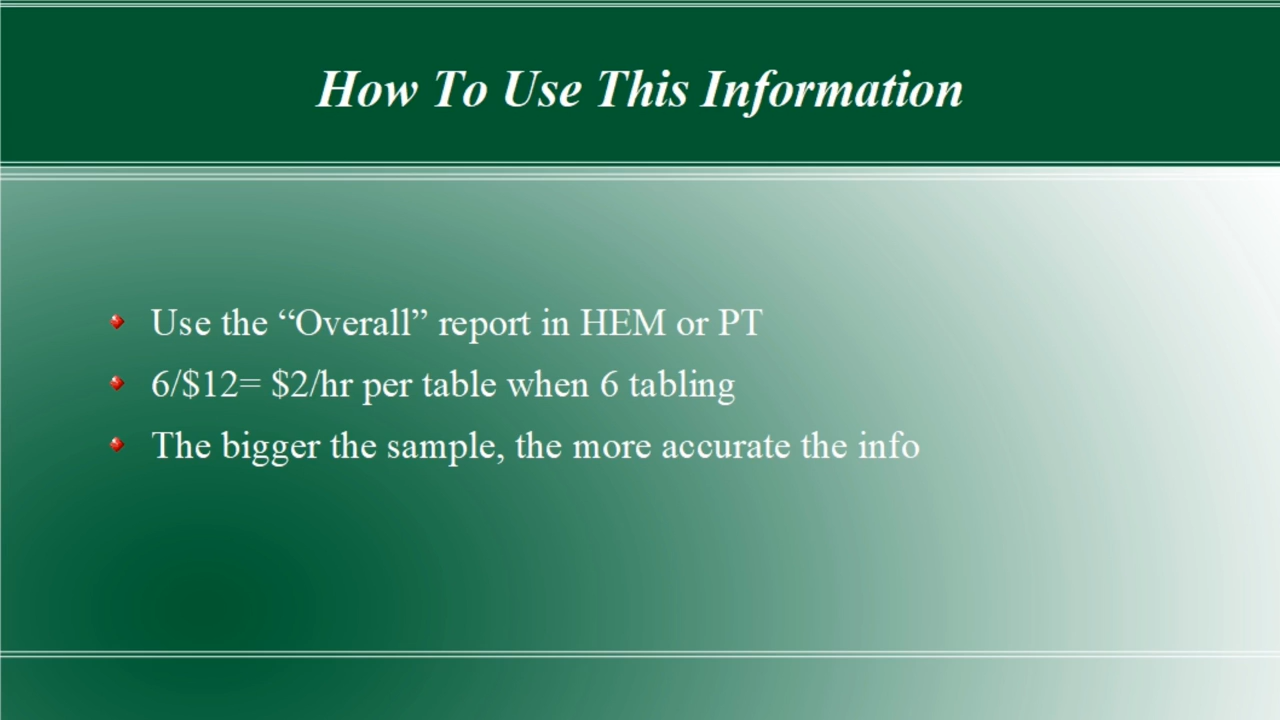 How To Use This Information
Use the “Overall” report in HEM or PT
6/$12= $2/hr per table when 6 tabling
The bigger the sample, the more accurate the info